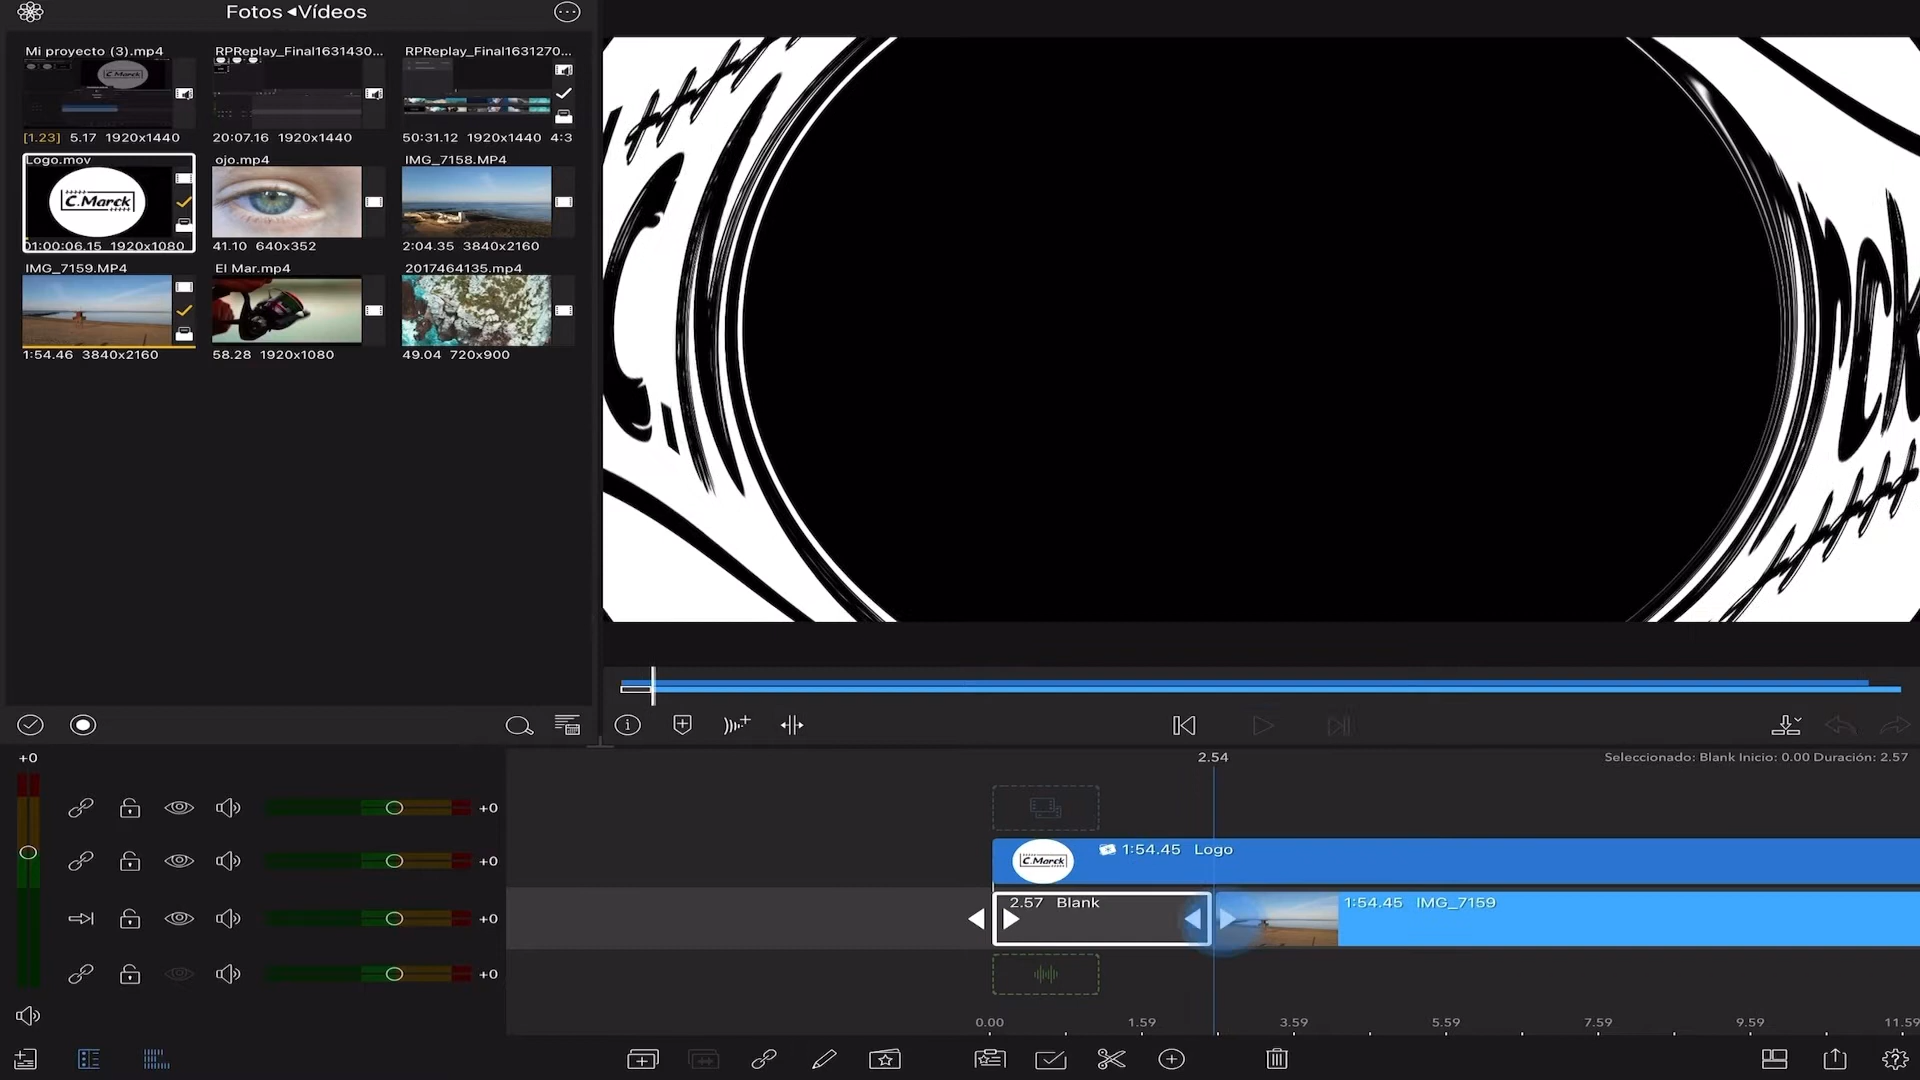 Fotos ◂Vídeos
Mi proyecto (3).mp4
RPReplay_Final1631430...
RPReplay_Final1631270...
[1.23] 5.17 1920x1440
20:07.16 1920x1440
50:31.12 1920x1440 4:3
Logo.mov
ojo.mp4
IMG_7158.MP4
C.Marck
01:00:06.15 1920x1080
41.10 640x352
2:04.35 3840x2160
IMG_7159.MP4
El Mar.mp4
2017464135.mp4
1:54.46 3840x2160
58.28 1920x1080
49.04 720x900
+0
2.54
Seleccionado: Blank Inicio: 0.00 Duración: 2.57
+0
+0
C.Marck
1:54.45 Logo
+0
2.57 Blank
1:54.45 IMG_7159
+0
0.00 1.59 3.59 5.59 7.59 9.59 11.59